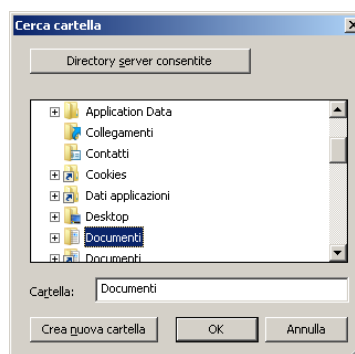 Cerca cartella
Directory server consentite
Application Data
Collegamenti
Contatti
Cookies
Dati applicazioni
Desktop
Documenti
Documenti
Cartella:
Documenti
Crea nuova cartella
OK
Annulla